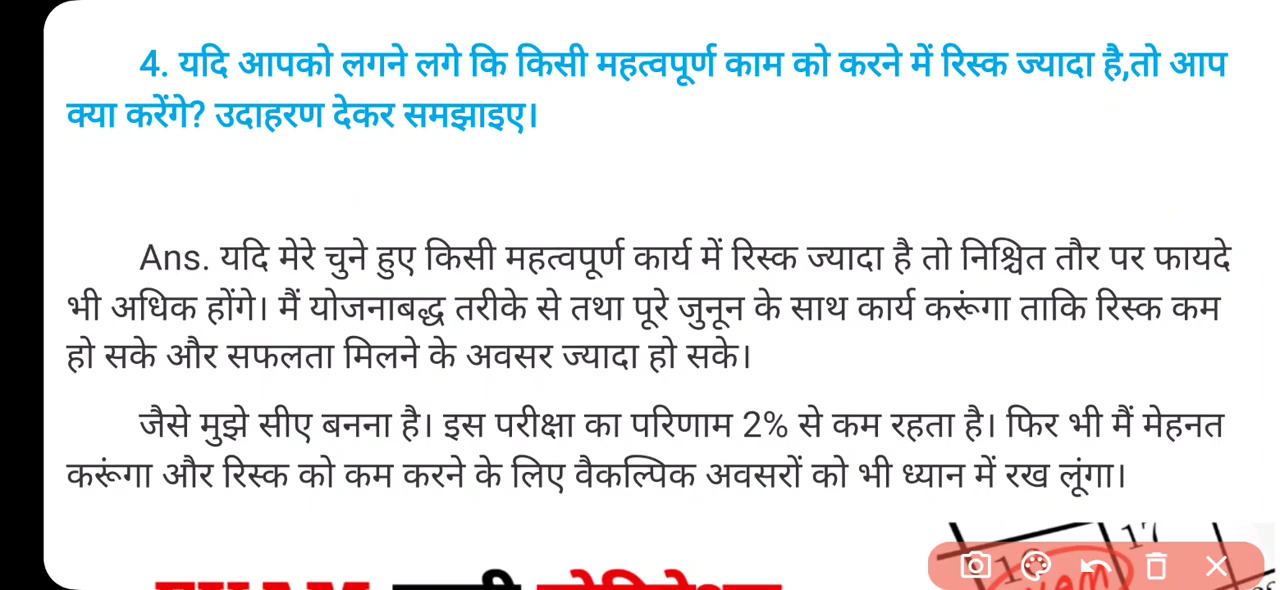 4. यदि आपको लगने लगे कि किसी महत्वपूर्ण काम को करने में रिस्क ज्यादा है,तो आप
क्या करेंगे? उदाहरण देकर समझाइए।
Ans. यदि मेरे चुने हुए किसी महत्वपूर्ण कार्य में रिस्क ज्यादा है तो निश्चित तौर पर फायदे
भी अधिक होंगे। मैं योजनाबद्ध तरीके से तथा पूरे जुनून के साथ कार्य करूंगा ताकि रिस्क कम
हो सके और सफलता मिलने के अवसर ज्यादा हो सके।
जैसे मुझे सीए बनना है। इस परीक्षा का परिणाम 2% से कम रहता है। फिर भी मैं मेहनत
करूंगा और रिस्क को कम करने के लिए वैकल्पिक अवसरों को भी ध्यान में रख लूंगा।
17